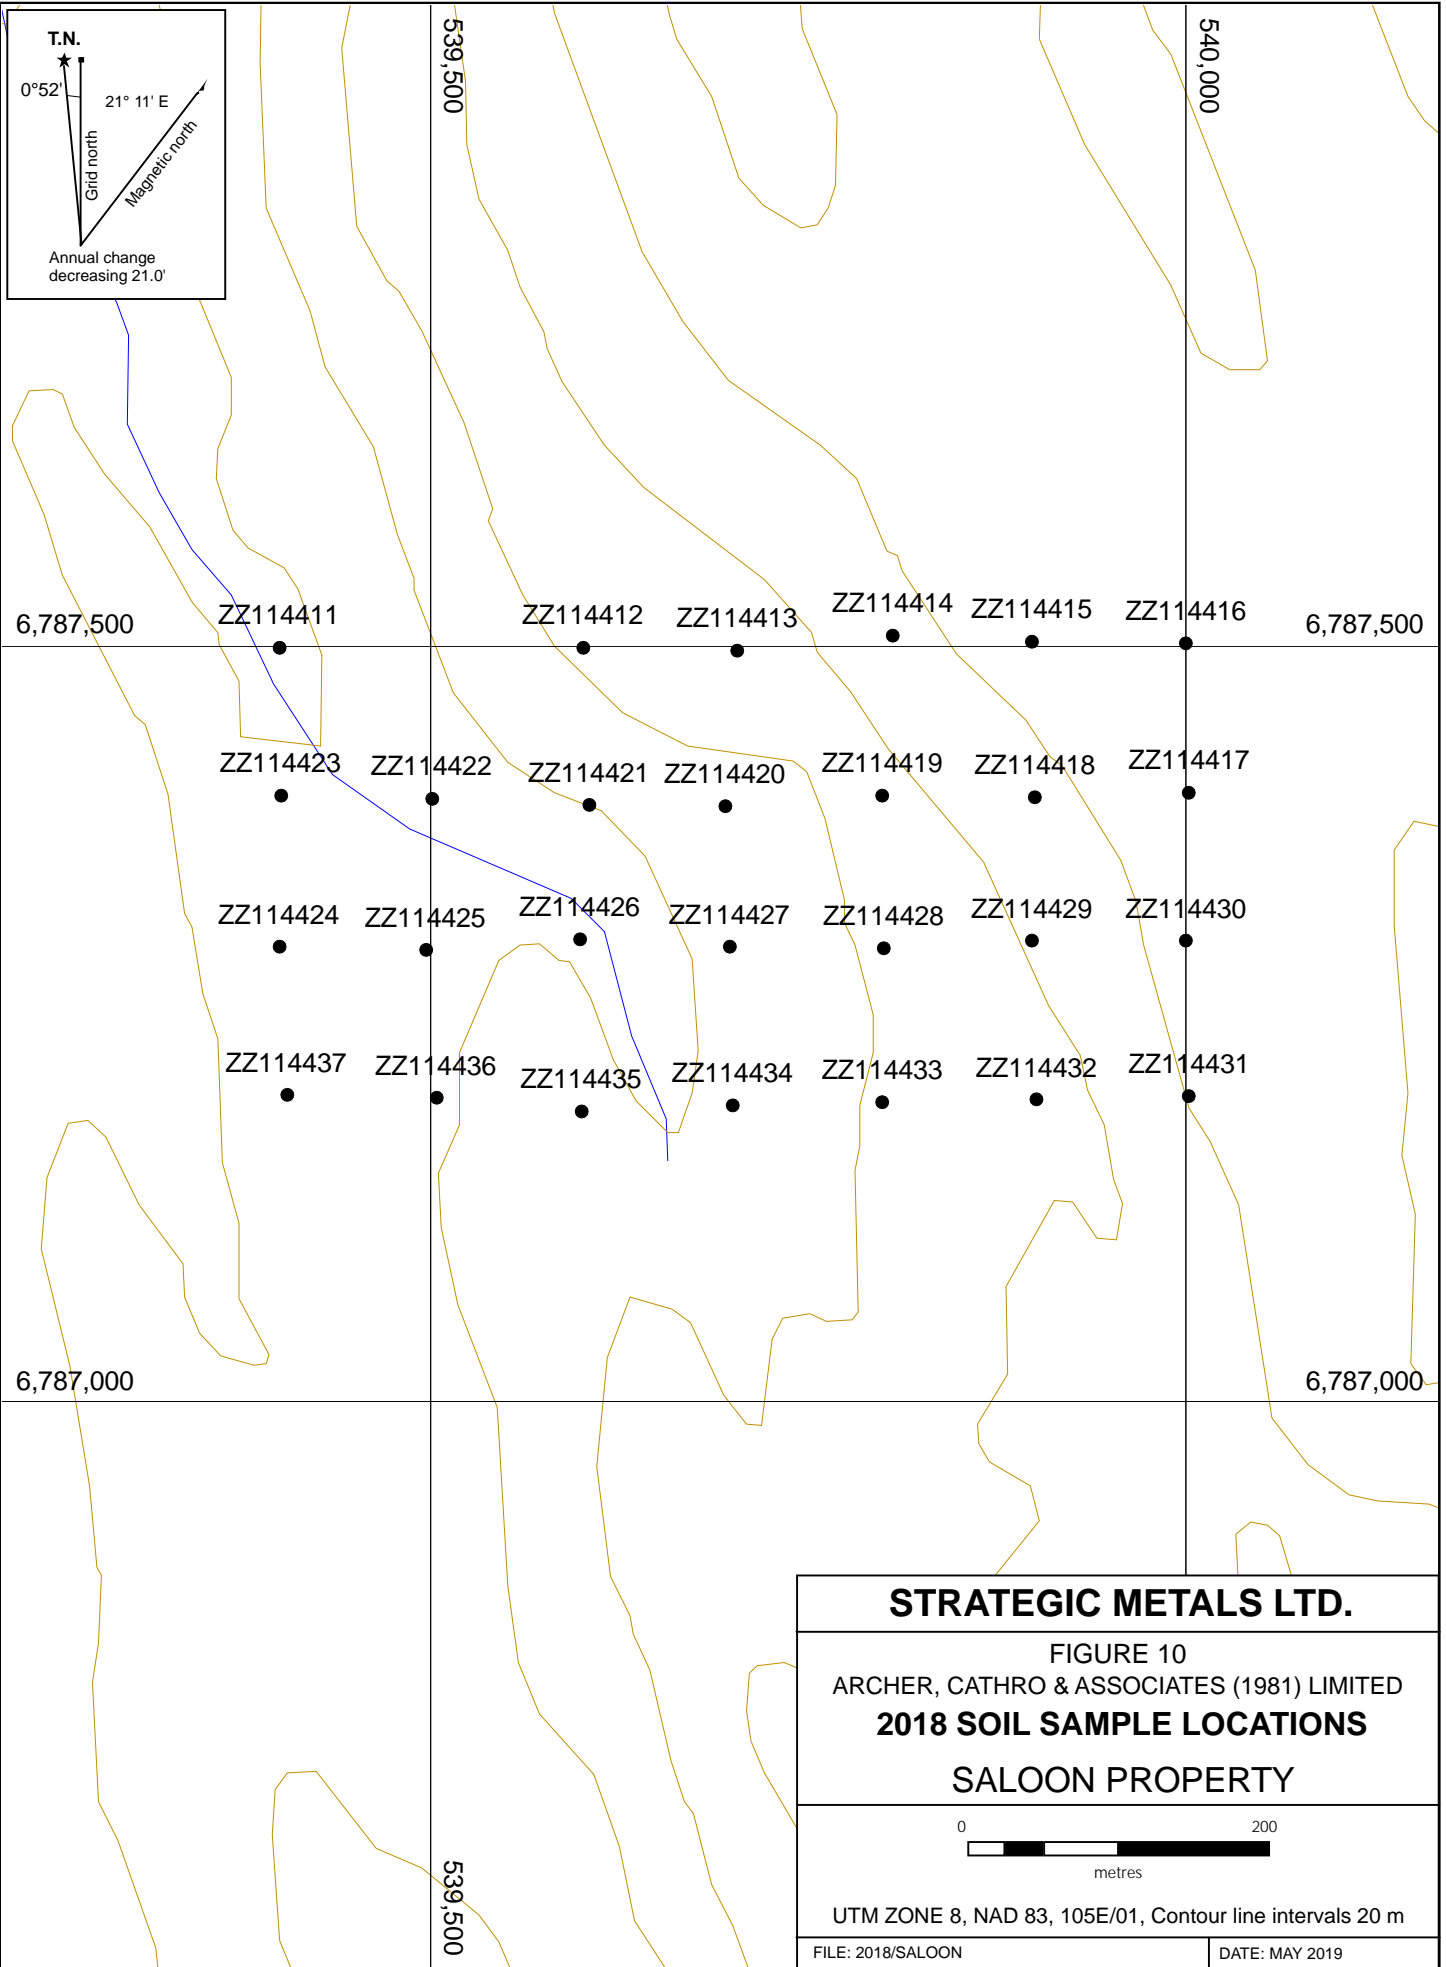 T.N.
0°52'
21° 11' E
Grid north
Magnetic north
Annual change
decreasing 21.0'
539,500
540,000
6,787,500
ZZ114411
ZZ114412
ZZ114413
ZZ114414
ZZ114415
ZZ114416
6,787,500
ZZ114423
ZZ114422
ZZ114421
ZZ114420
ZZ114419
ZZ114418
ZZ114417
ZZ114424
ZZ114425
ZZ114426
ZZ114427
ZZ114428
ZZ114429
ZZ114430
ZZ114437
ZZ114436
ZZ114435
ZZ114434
ZZ114433
ZZ114432
ZZ114431
6,787,000
6,787,000
539,500
STRATEGIC METALS LTD.
FIGURE 10
ARCHER, CATHRO & ASSOCIATES (1981) LIMITED
2018 SOIL SAMPLE LOCATIONS
SALOON PROPERTY
0 200
metres
UTM ZONE 8, NAD 83, 105E/01, Contour line intervals 20 m
FILE: 2018/SALOON
DATE: MAY 2019